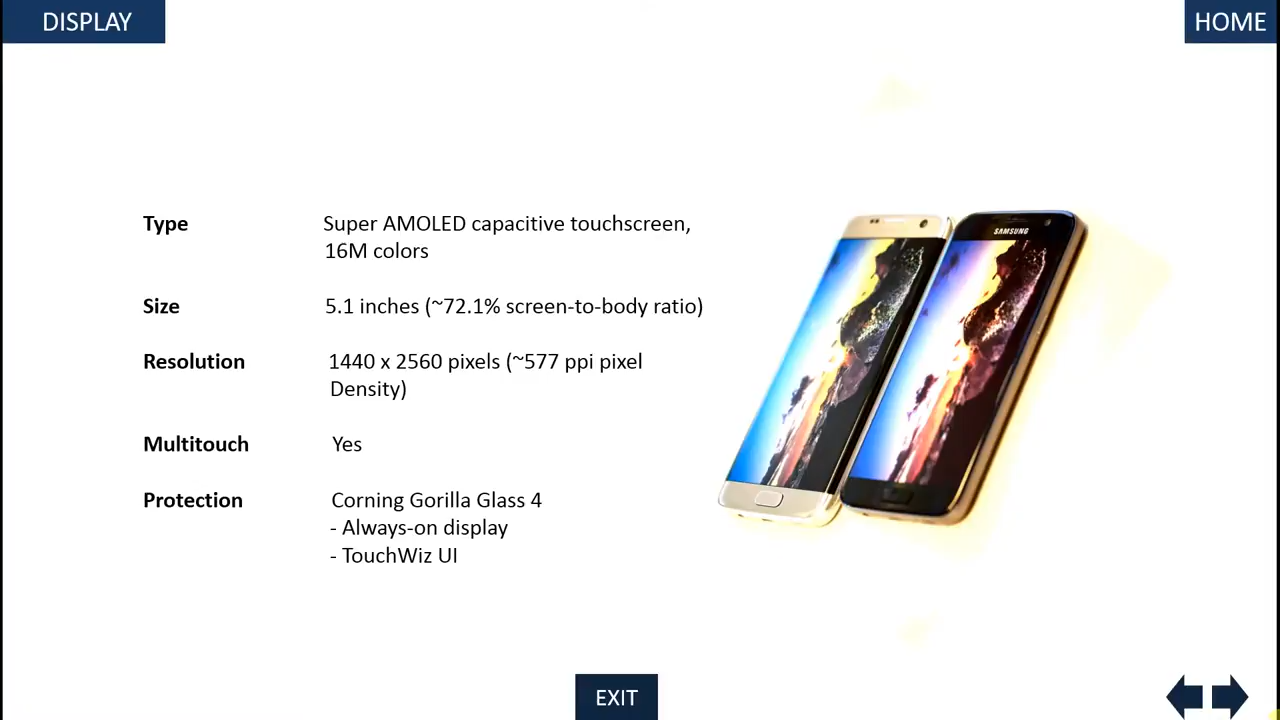 DISPLAY
HOME
Type Super AMOLED capacitive touchscreen,
16M colors
Size 5.1 inches (~72.1% screen-to-body ratio)
Resolution 1440 x 2560 pixels (~577 ppi pixel
Density)
Multitouch Yes
Protection Corning Gorilla Glass 4
- Always-on display
- TouchWiz UI
SAMSUNG
EXIT